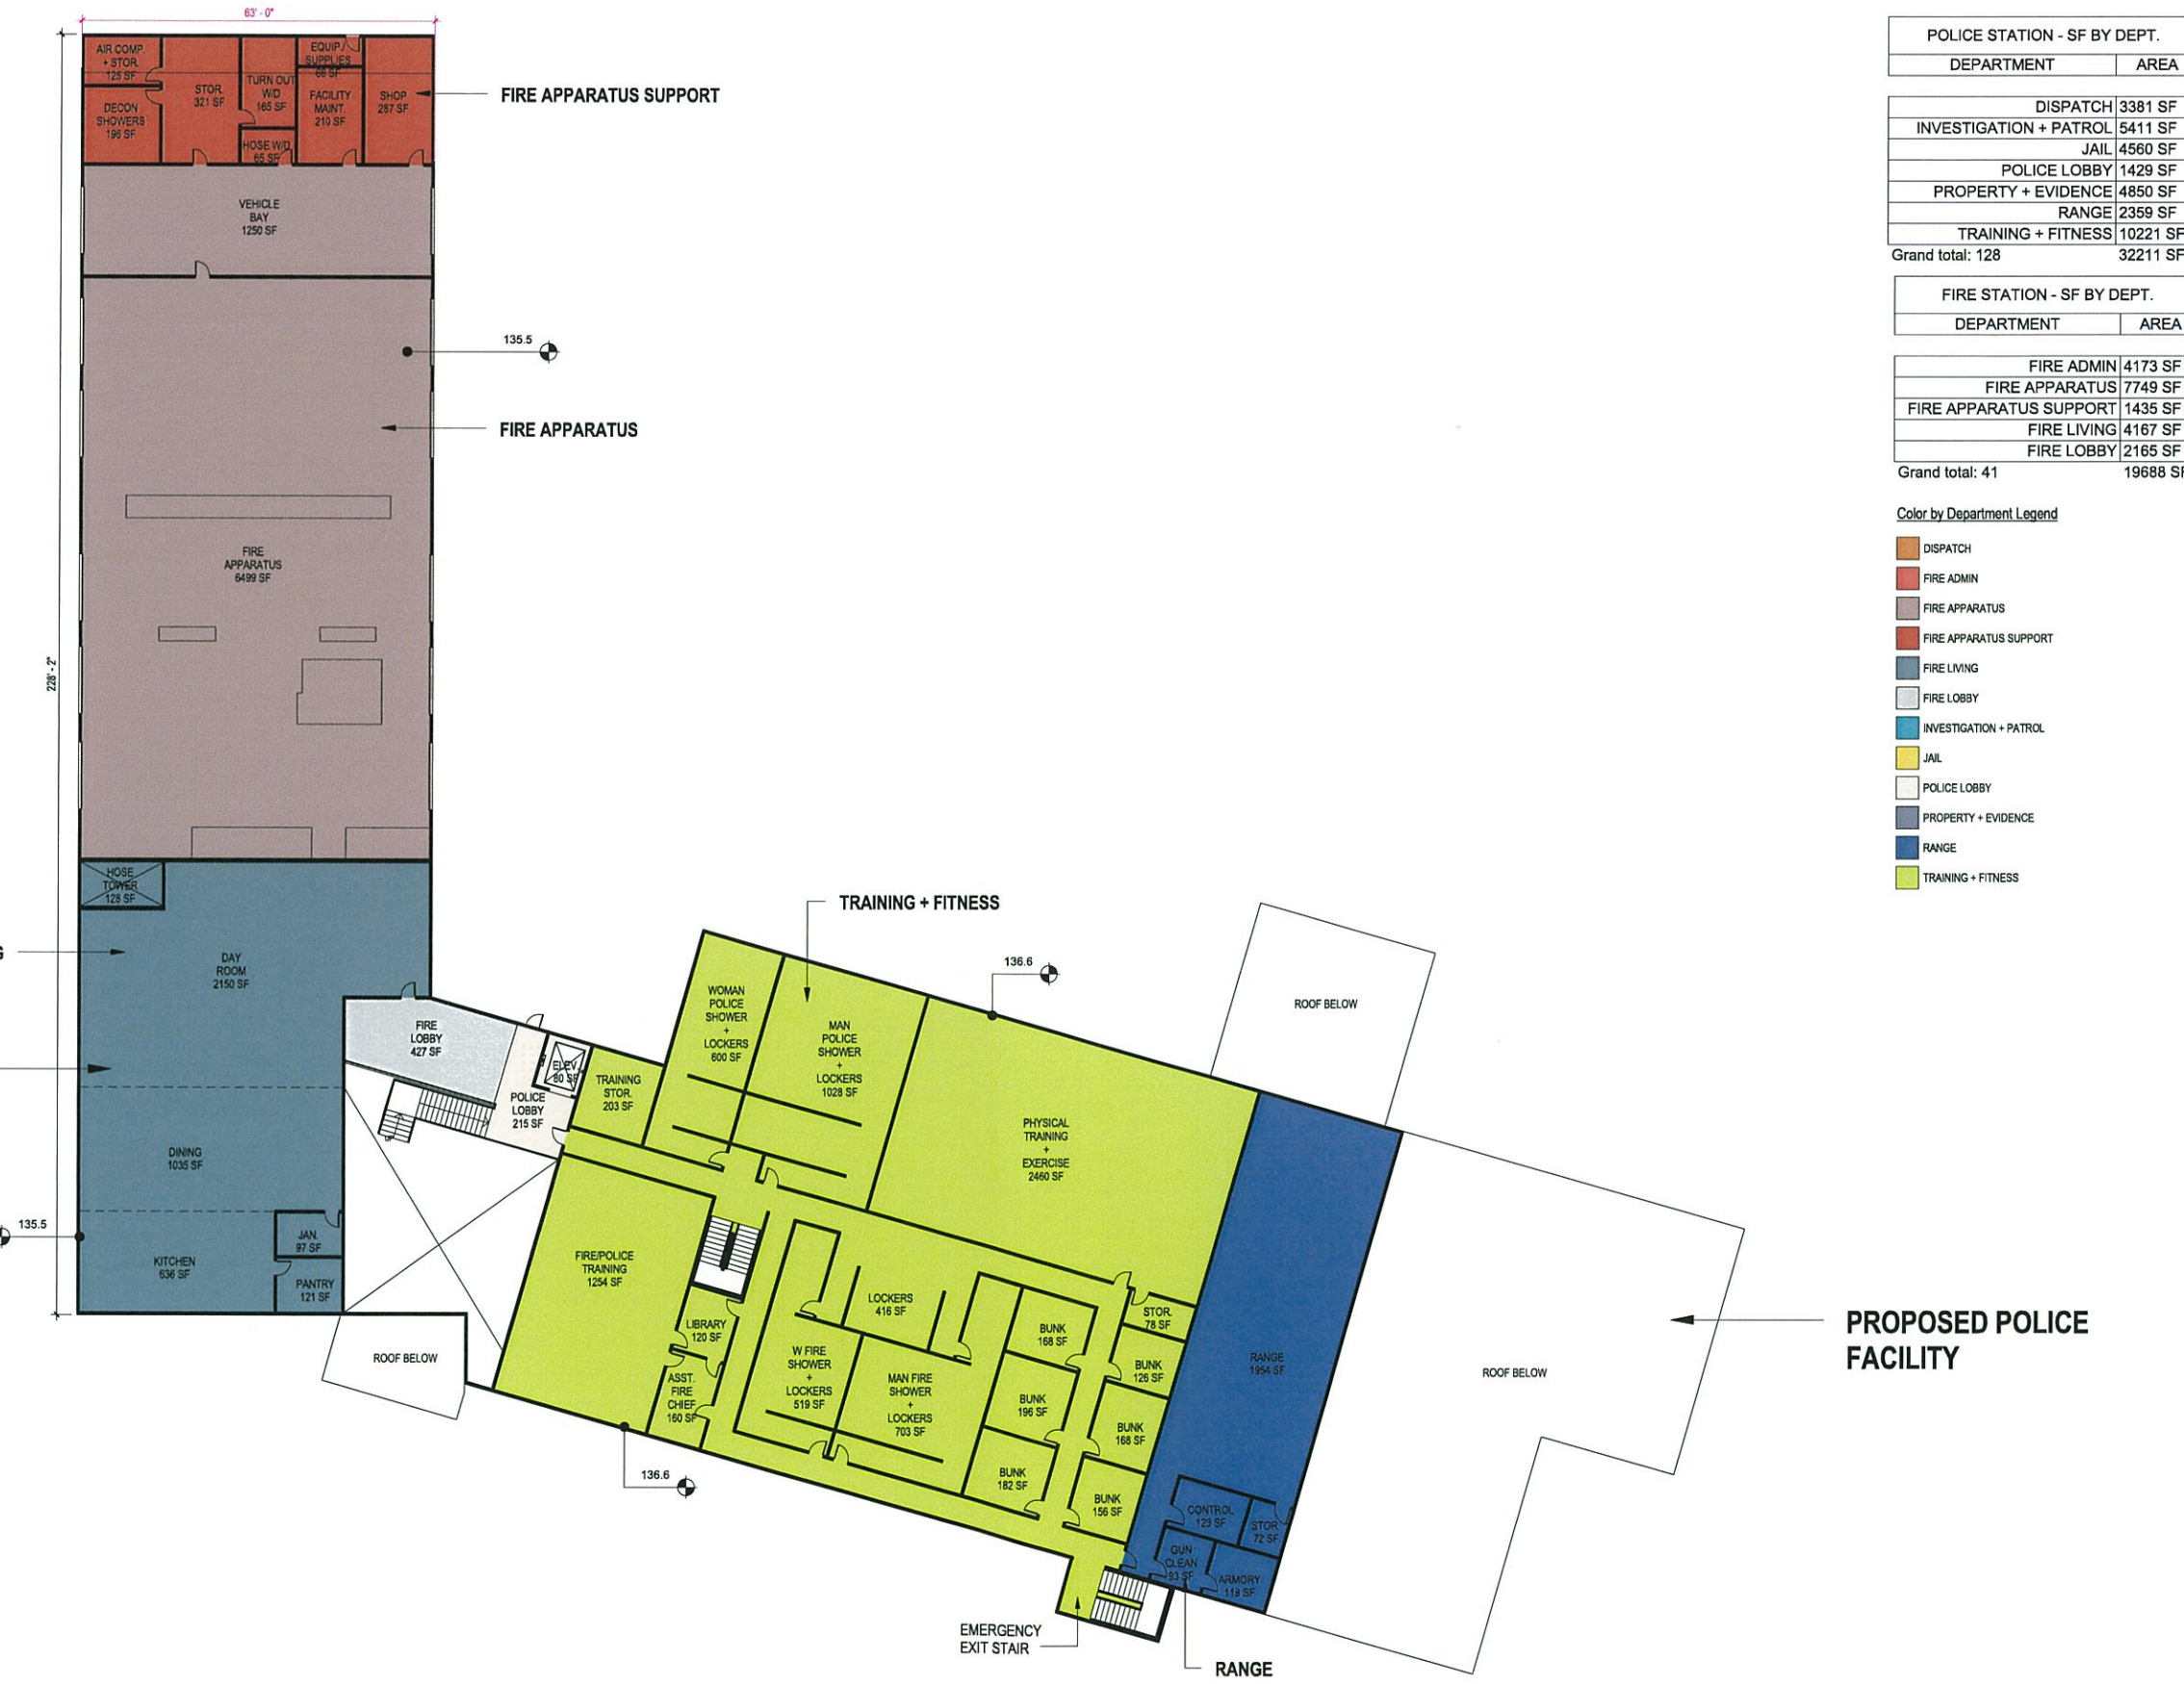 63' - 0"
228' - 2"
AIR COMP.
+ STOR.
125 SF
DECON
SHOWERS
196 SF
STOR.
321 SF
TURN OUT
W/D
165 SF
HOSE W/D
65 SF
EQUIP./
SUPPLIES
66 SF
FACILITY
MAINT.
210 SF
SHOP
287 SF
FIRE APPARATUS SUPPORT
VEHICLE
BAY
1250 SF
135.5
FIRE APPARATUS
FIRE
APPARATUS
6499 SF
HOSE
TOWER
128 SF
DAY
ROOM
2150 SF
DINING
1035 SF
135.5
KITCHEN
636 SF
JAN.
97 SF
PANTRY
121 SF
ROOF BELOW
FIRE
LOBBY
427 SF
POLICE
LOBBY
215 SF
ELEV.
80 SF
TRAINING
STOR.
203 SF
TRAINING + FITNESS
WOMAN
POLICE
SHOWER
+
LOCKERS
600 SF
MAN
POLICE
SHOWER
+
LOCKERS
1028 SF
136.6
PHYSICAL
TRAINING
+
EXERCISE
2460 SF
ROOF BELOW
FIRE/POLICE
TRAINING
1254 SF
LIBRARY
120 SF
ASST.
FIRE
CHIEF
160 SF
136.6
LOCKERS
416 SF
W FIRE
SHOWER
+
LOCKERS
519 SF
MAN FIRE
SHOWER
+
LOCKERS
703 SF
BUNK
168 SF
BUNK
196 SF
BUNK
182 SF
STOR.
78 SF
BUNK
126 SF
BUNK
168 SF
BUNK
156 SF
RANGE
1954 SF
CONTROL
123 SF
STOR.
72 SF
GUN
CLEAN
93 SF
ARMORY
118 SF
EMERGENCY
EXIT STAIR
RANGE
ROOF BELOW
PROPOSED POLICE
FACILITY
POLICE STATION - SF BY DEPT.
DEPARTMENT AREA
DISPATCH 3381 SF
INVESTIGATION + PATROL 5411 SF
JAIL 4560 SF
POLICE LOBBY 1429 SF
PROPERTY + EVIDENCE 4850 SF
RANGE 2359 SF
TRAINING + FITNESS 10221 SF
Grand total: 128 32211 SF
FIRE STATION - SF BY DEPT.
DEPARTMENT AREA
FIRE ADMIN 4173 SF
FIRE APPARATUS 7749 SF
FIRE APPARATUS SUPPORT 1435 SF
FIRE LIVING 4167 SF
FIRE LOBBY 2165 SF
Grand total: 41 19688 SF
Color by Department Legend
DISPATCH
FIRE ADMIN
FIRE APPARATUS
FIRE APPARATUS SUPPORT
FIRE LIVING
FIRE LOBBY
INVESTIGATION + PATROL
JAIL
POLICE LOBBY
PROPERTY + EVIDENCE
RANGE
TRAINING + FITNESS